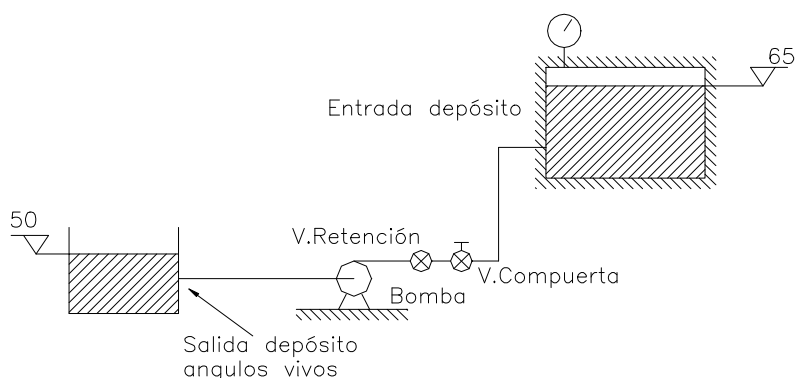 65
Entrada depósito
50
V.Retención
V.Compuerta
Bomba
Salida depósito
angulos vivos